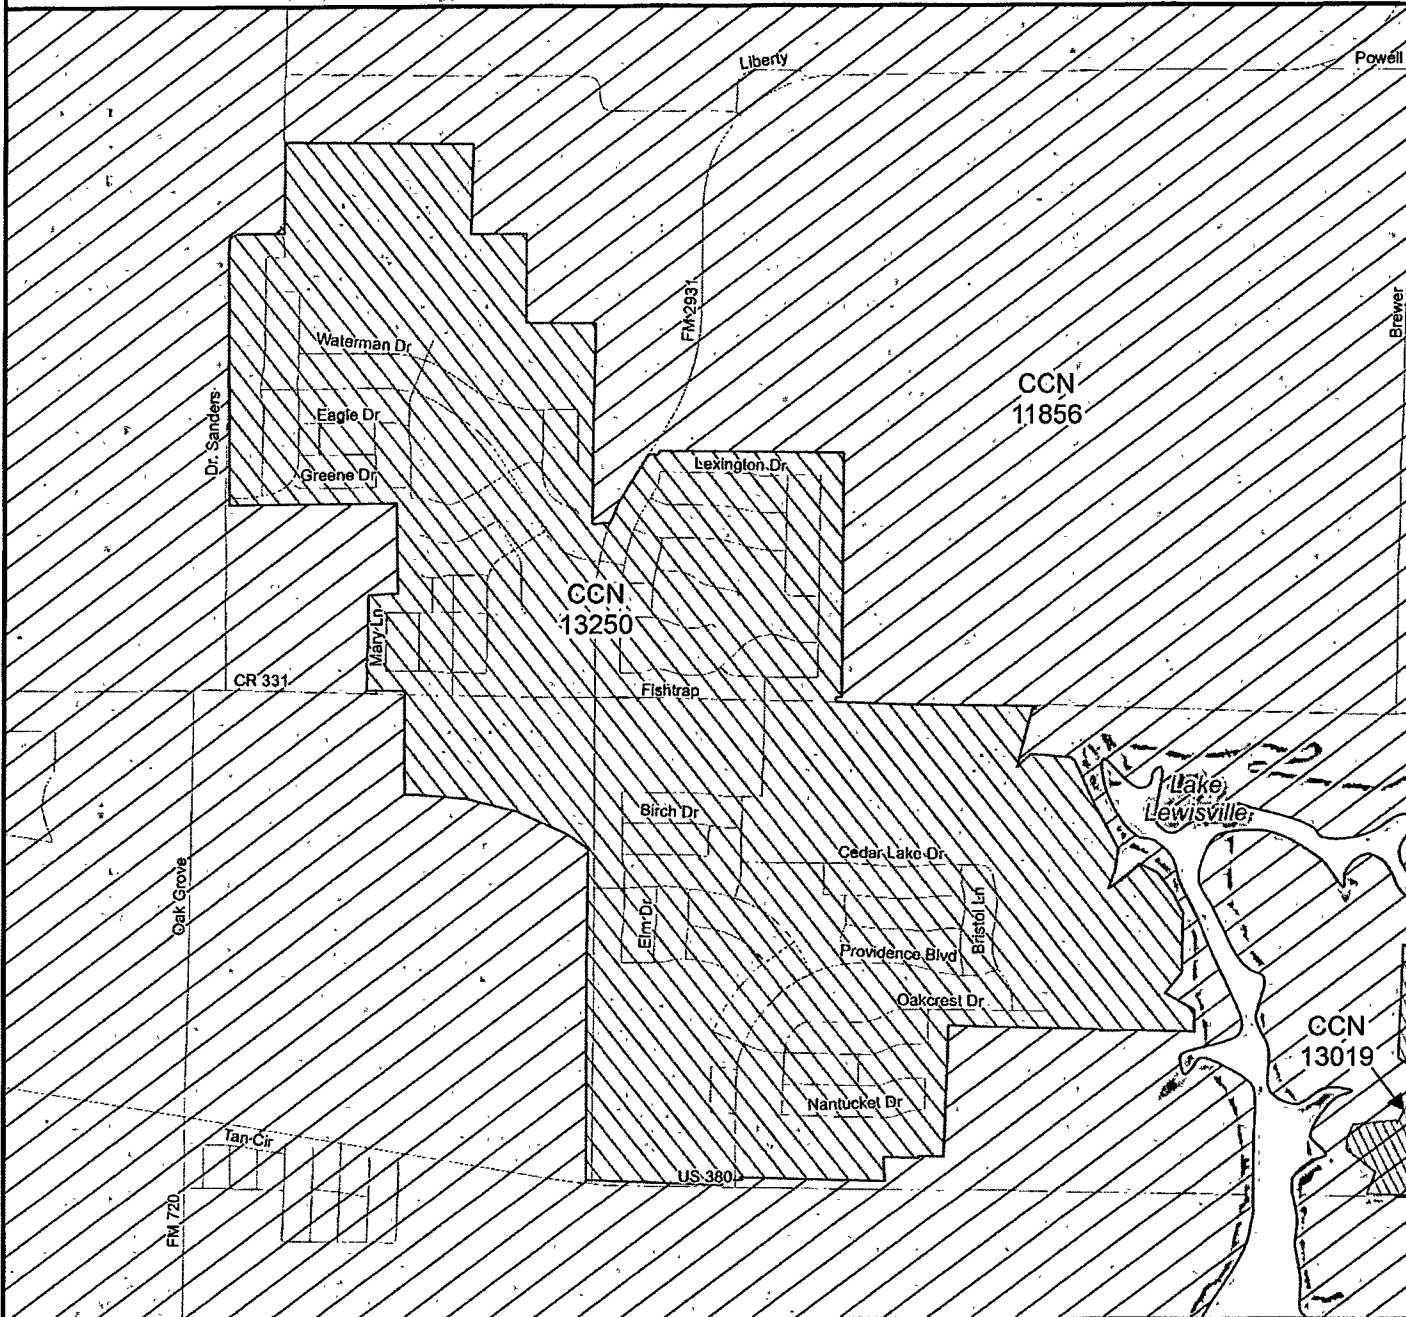 Liberty
Powell
FM 2931
Brewer
Waterman Dr
CCN
11856
Eagle Dr
Dr. Sanders
Lexington Dr
Greene Dr
CCN
13250
Mary Ln
CR 331
Fishtrap
Lake
Lewisville
Birch Dr
Cedar Lake Dr
Oak Grove
Elm Dr
Bristol Ln
Providence Blvd
Oakcrest Dr
CCN
13019
Nantucket Dr
Tan Cir
US 380
FM 720